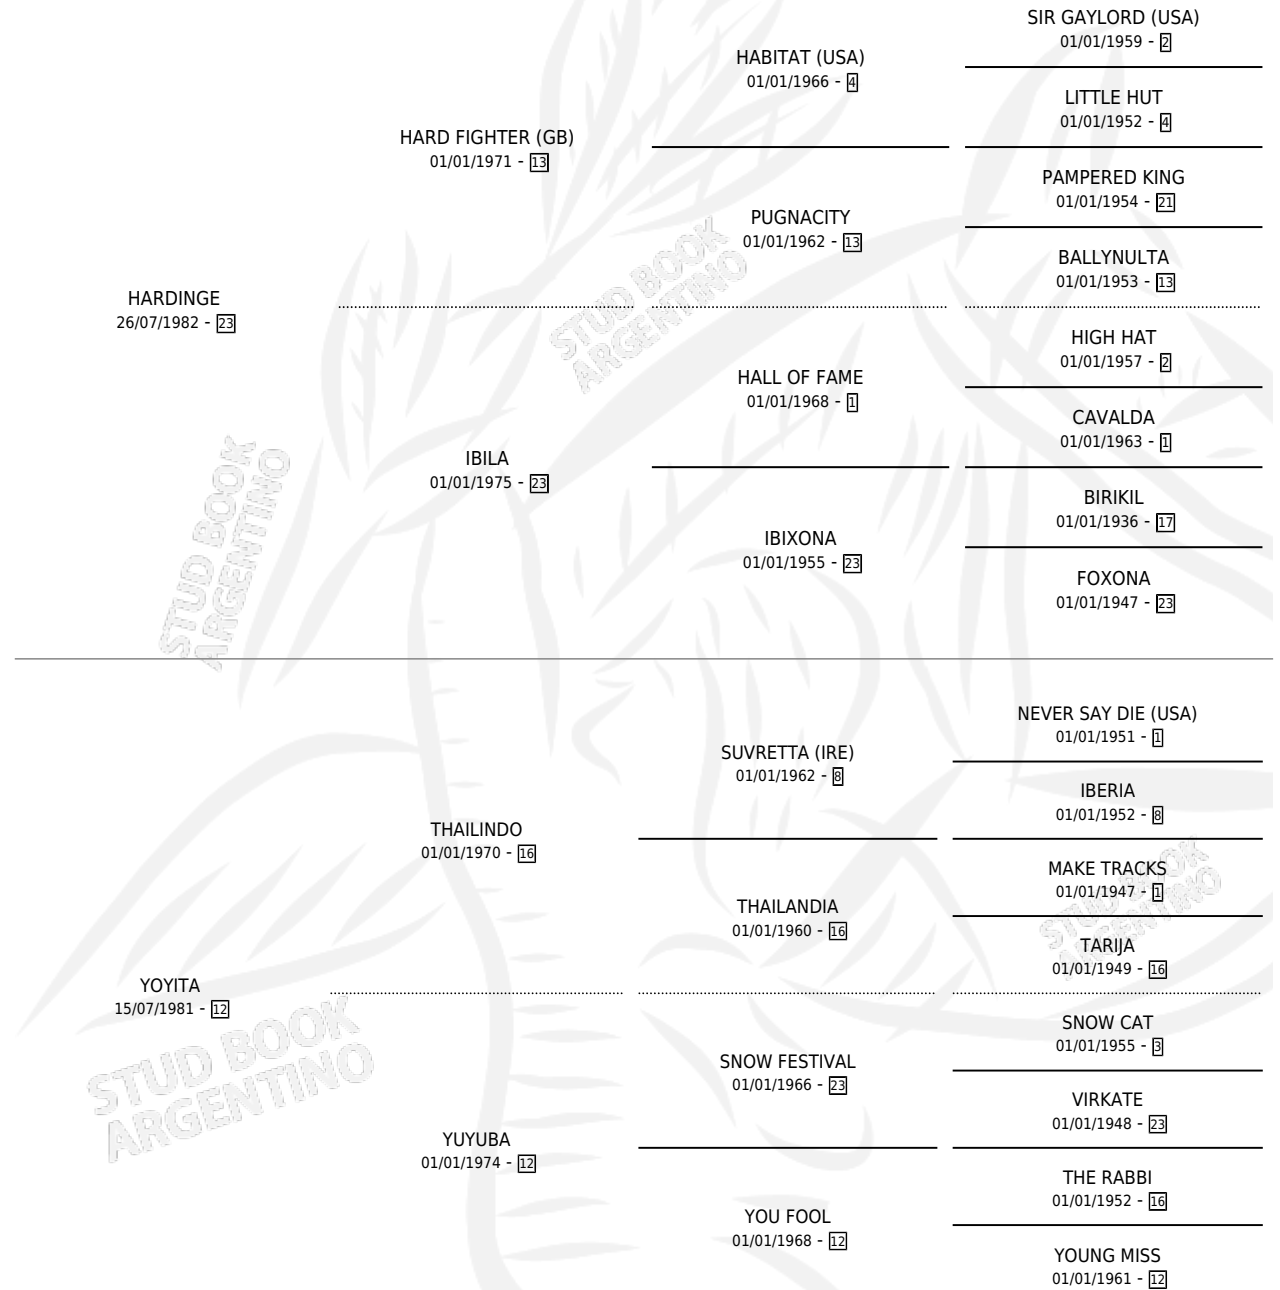 SIR GAYLORD (USA)
01/01/1959 - 2
HABITAT (USA)
01/01/1966 - 4
LITTLE HUT
01/01/1952 - 4
HARD FIGHTER (GB)
01/01/1971 - 13
PAMPERED KING
01/01/1954 - 21
PUGNACITY
01/01/1962 - 13
BALLYNULTA
01/01/1953 - 13
HARDINGE
26/07/1982 - 23
STUD BOOK
ARGENTINO
HIGH HAT
01/01/1957 - 2
HALL OF FAME
01/01/1968 - 1
CAVALDA
01/01/1963 - 1
IBILA
01/01/1975 - 23
BIRIKIL
01/01/1936 - 17
IBIXONA
01/01/1955 - 23
FOXONA
01/01/1947 - 23
STUD BOOK
ARGENTINO
NEVER SAY DIE (USA)
01/01/1951 - 1
SUVRETTA (IRE)
01/01/1962 - 8
IBERIA
01/01/1952 - 8
THAILINDO
01/01/1970 - 16
MAKE TRACKS
01/01/1947 - 1
THAILANDIA
01/01/1960 - 16
STUD BOOK
ARGENTINO
TARIJA
01/01/1949 - 16
YOYITA
15/07/1981 - 12
SNOW CAT
01/01/1955 - 3
STUD BOOK
ARGENTINO
SNOW FESTIVAL
01/01/1966 - 23
VIRKATE
01/01/1948 - 23
YUYUBA
01/01/1974 - 12
THE RABBI
01/01/1952 - 16
YOU FOOL
01/01/1968 - 12
YOUNG MISS
01/01/1961 - 12